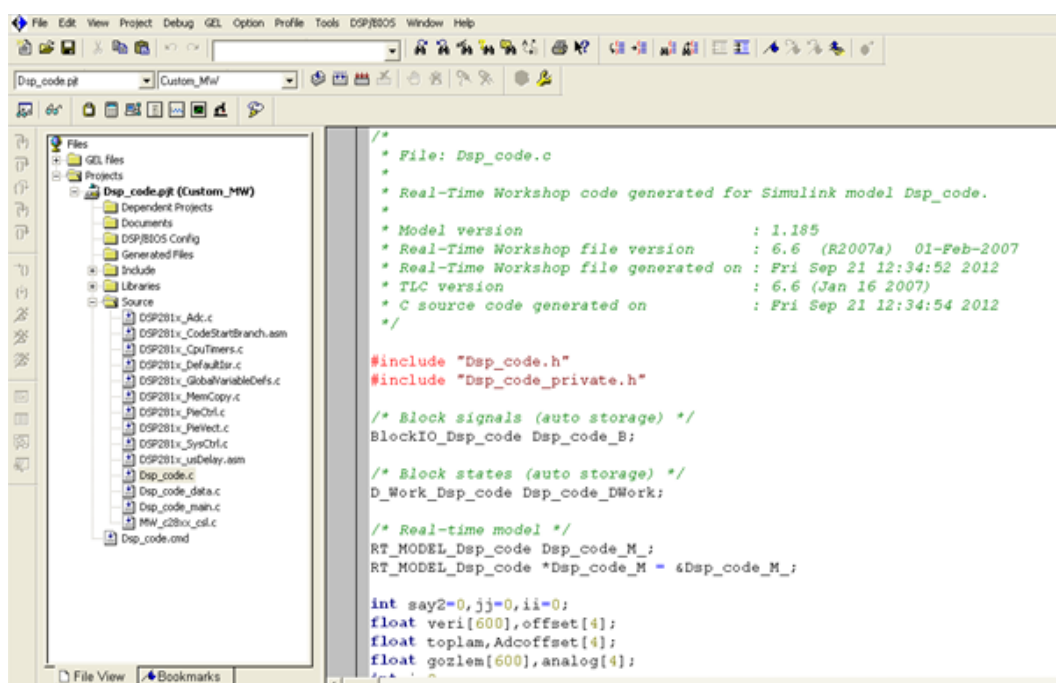 File Edit View Project Debug GEL Option Profile Tools DSP/BIOS Window Help
Dsp_code.pjt Custom_MW
Files
GEL files
Projects
Dsp_code.pjt (Custom_MW)
Dependent Projects
Documents
DSP/BIOS Config
Generated Files
Include
Libraries
Source
DSP281x_Adc.c
DSP281x_CodeStartBranch.asm
DSP281x_CpuTimers.c
DSP281x_DefaultIsr.c
DSP281x_GlobalVariableDefs.c
DSP281x_MemCopy.c
DSP281x_PieCtrl.c
DSP281x_PieVect.c
DSP281x_SysCtrl.c
DSP281x_usDelay.asm
Dsp_code.c
Dsp_code_data.c
Dsp_code_main.c
MW_c28xx_csl.c
Dsp_code.cmd
File View Bookmarks
/*
* File: Dsp_code.c
*
* Real-Time Workshop code generated for Simulink model Dsp_code.
*
* Model version : 1.185
* Real-Time Workshop file version : 6.6 (R2007a) 01-Feb-2007
* Real-Time Workshop file generated on : Fri Sep 21 12:34:52 2012
* TLC version : 6.6 (Jan 16 2007)
* C source code generated on : Fri Sep 21 12:34:54 2012
*/
#include "Dsp_code.h"
#include "Dsp_code_private.h"
/* Block signals (auto storage) */
BlockIO_Dsp_code Dsp_code_B;
/* Block states (auto storage) */
D_Work_Dsp_code Dsp_code_DWork;
/* Real-time model */
RT_MODEL_Dsp_code Dsp_code_M_;
RT_MODEL_Dsp_code *Dsp_code_M = &Dsp_code_M_;
int say2=0,jj=0,ii=0;
float veri[600],offset[4];
float toplam,Adcoffset[4];
float gozlem[600],analog[4];